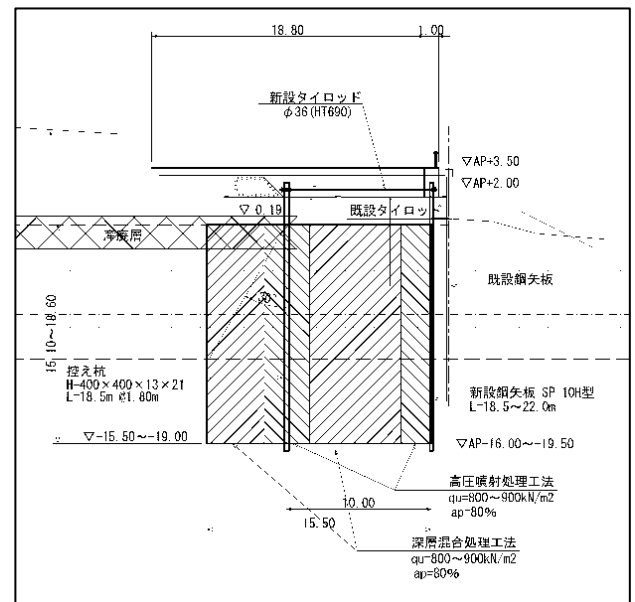 18.80
1.00
新設タイロッド
φ36(HT690)
▽AP+3.50
▽AP+2.00
▽ 0.19
既設タイロッド
産廃層
既設鋼矢板
15.10〜18.60
控え杭
H-400×400×13×21
L-18.5m @1.80m
新設鋼矢板 SP 10H型
L-18.5〜22.0m
▽-15.50〜-19.00
▽AP-16.00〜-19.50
高圧噴射処理工法
qu=800〜900kN/m2
ap=80%
10.00
15.50
深層混合処理工法
qu=800〜900kN/m2
ap=80%